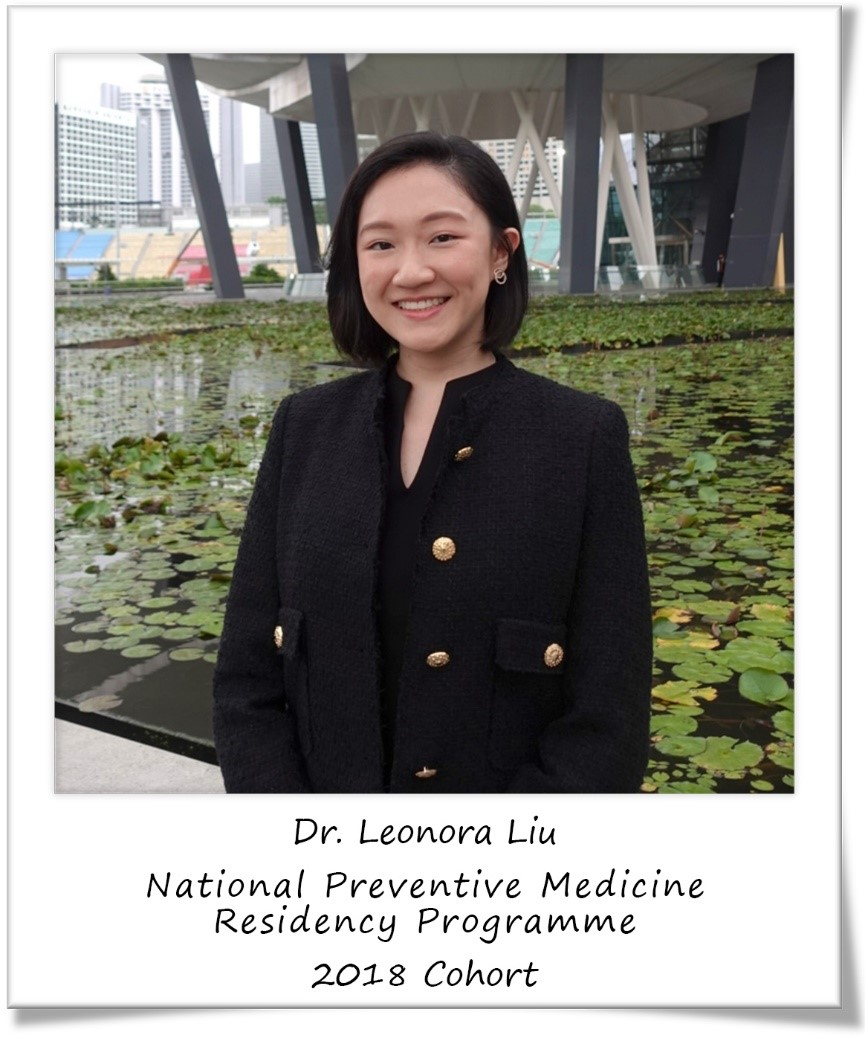 Dr. Leonora Liu
National Preventive Medicine
Residency Programme
2018 Cohort